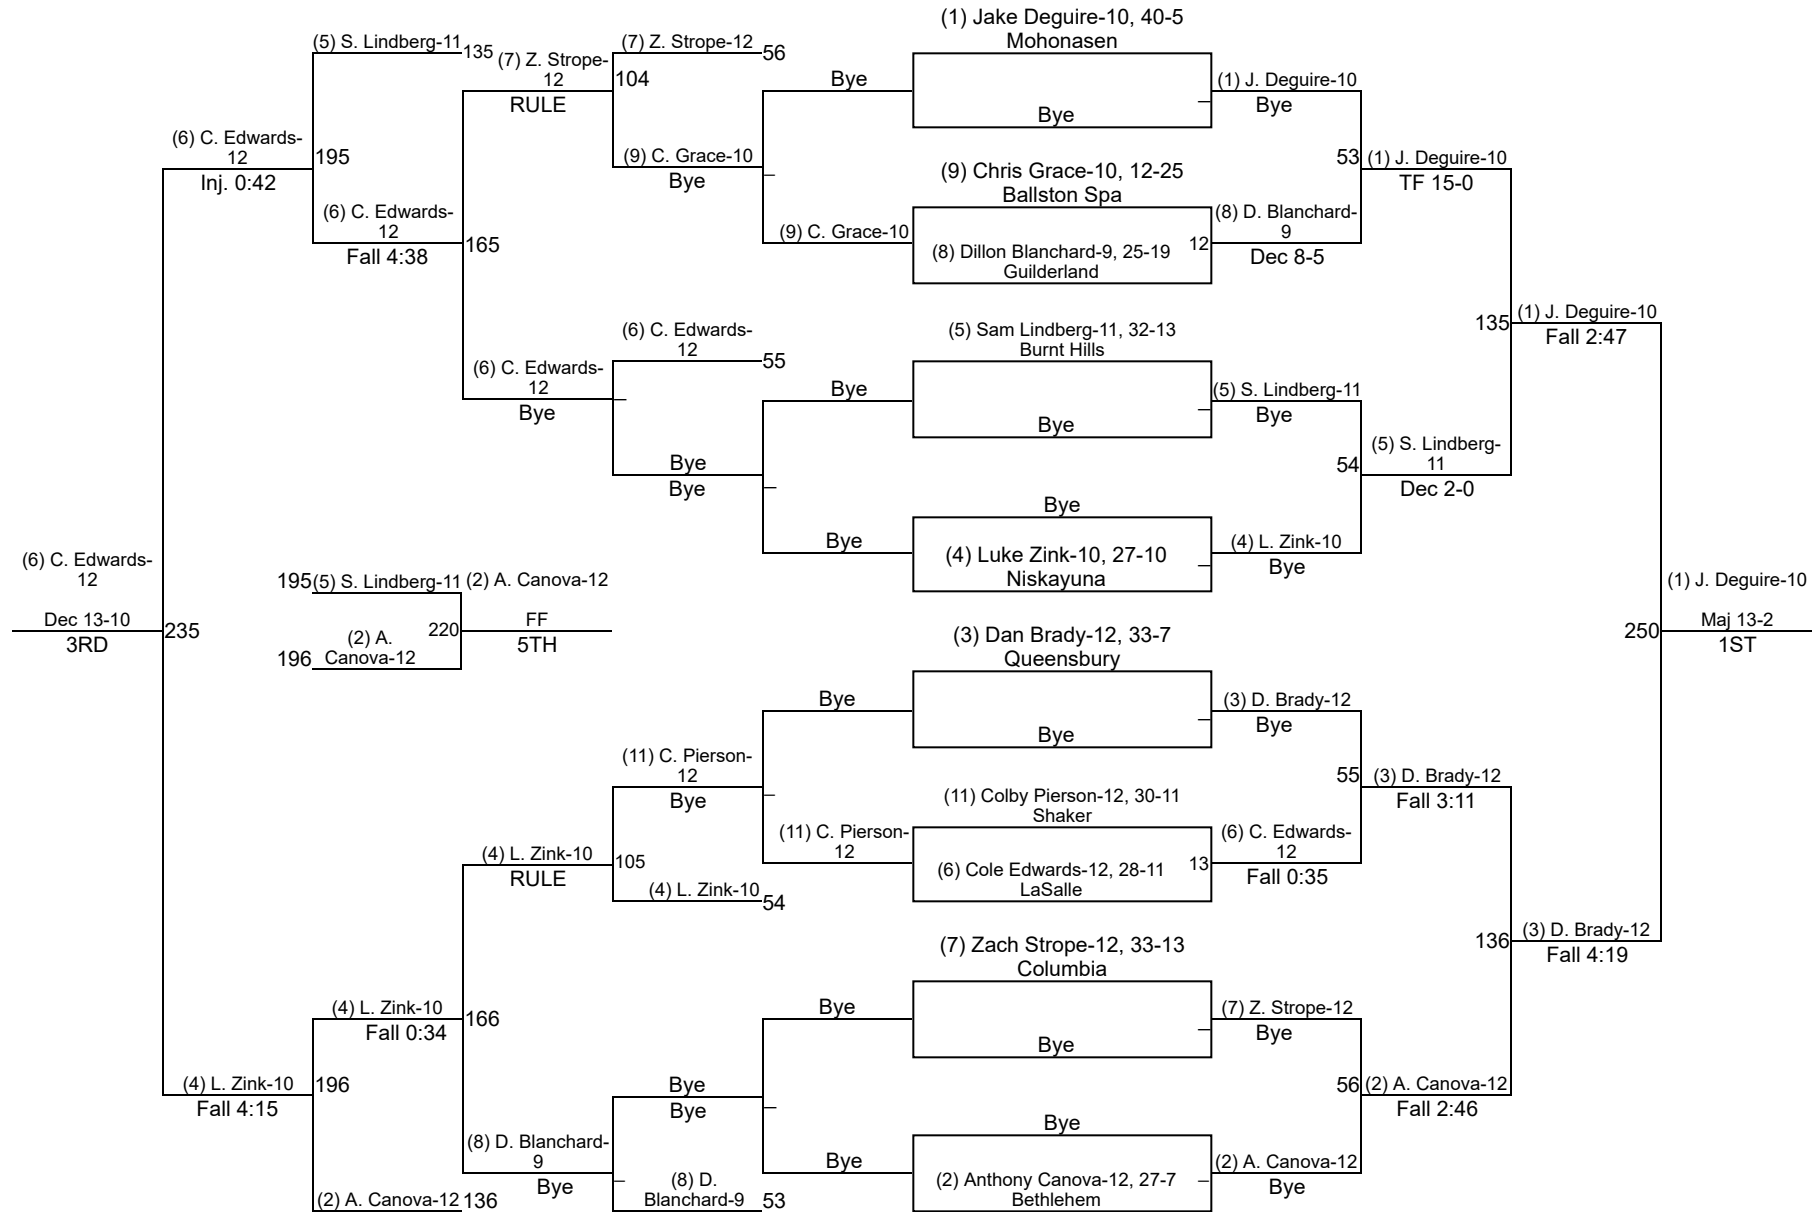 (1) Jake Deguire-10, 40-5
Mohonasen
Bye
(9) Chris Grace-10, 12-25
Ballston Spa
(8) Dillon Blanchard-9, 25-19
Guilderland
12
(5) Sam Lindberg-11, 32-13
Burnt Hills
Bye
Bye
(4) Luke Zink-10, 27-10
Niskayuna
(3) Dan Brady-12, 33-7
Queensbury
Bye
(11) Colby Pierson-12, 30-11
Shaker
(6) Cole Edwards-12, 28-11
LaSalle
13
(7) Zach Strope-12, 33-13
Columbia
Bye
Bye
(2) Anthony Canova-12, 27-7
Bethlehem
(1) J. Deguire-10
Bye
53
(8) D. Blanchard-
9
Dec 8-5
(5) S. Lindberg-11
Bye
54
(4) L. Zink-10
Bye
(3) D. Brady-12
Bye
55
(6) C. Edwards-
12
Fall 0:35
(7) Z. Strope-12
Bye
56
(2) A. Canova-12
Bye
(1) J. Deguire-10
TF 15-0
135
(5) S. Lindberg-
11
Dec 2-0
(3) D. Brady-12
Fall 3:11
136
(2) A. Canova-12
Fall 2:46
(1) J. Deguire-10
Fall 2:47
250
(3) D. Brady-12
Fall 4:19
(1) J. Deguire-10
Maj 13-2
1ST
Bye
(9) C. Grace-10
Bye
Bye
Bye
(11) C. Pierson-
12
Bye
Bye
(7) Z. Strope-12
56
104
(9) C. Grace-10
Bye
(6) C. Edwards-
12
55
Bye
Bye
(11) C. Pierson-
12
Bye
105
(4) L. Zink-10
54
Bye
Bye
(8) D.
Blanchard-9
53
(7) Z. Strope-
12
RULE
165
(6) C. Edwards-
12
Bye
(4) L. Zink-10
RULE
166
(8) D. Blanchard-
9
Bye
(5) S. Lindberg-11
135
195
(6) C. Edwards-
12
Fall 4:38
(4) L. Zink-10
Fall 0:34
196
(2) A. Canova-12
136
(6) C. Edwards-
12
Inj. 0:42
235
(4) L. Zink-10
Fall 4:15
(6) C. Edwards-
12
Dec 13-10
3RD
195
(5) S. Lindberg-11
196
(2) A.
Canova-12
220
(2) A. Canova-12
FF
5TH